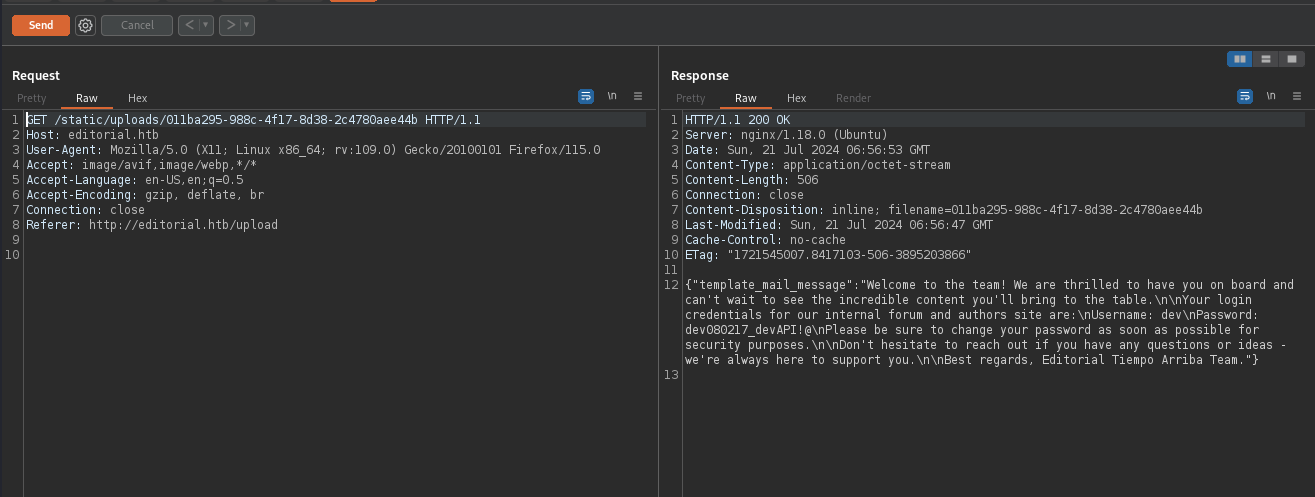 Send Cancel < ▾ > ▾
Request
Pretty Raw Hex \n ≡
1 GET /static/uploads/011ba295-988c-4f17-8d38-2c4780aee44b HTTP/1.1
2 Host: editorial.htb
3 User-Agent: Mozilla/5.0 (X11; Linux x86_64; rv:109.0) Gecko/20100101 Firefox/115.0
4 Accept: image/avif,image/webp,*/*
5 Accept-Language: en-US,en;q=0.5
6 Accept-Encoding: gzip, deflate, br
7 Connection: close
8 Referer: http://editorial.htb/upload
9
10
Response
Pretty Raw Hex Render \n ≡
1 HTTP/1.1 200 OK
2 Server: nginx/1.18.0 (Ubuntu)
3 Date: Sun, 21 Jul 2024 06:56:53 GMT
4 Content-Type: application/octet-stream
5 Content-Length: 506
6 Connection: close
7 Content-Disposition: inline; filename=011ba295-988c-4f17-8d38-2c4780aee44b
8 Last-Modified: Sun, 21 Jul 2024 06:56:47 GMT
9 Cache-Control: no-cache
10 ETag: "1721545007.8417103-506-3895203866"
11
12 {"template_mail_message":"Welcome to the team! We are thrilled to have you on board and
can't wait to see the incredible content you'll bring to the table.\n\nYour login
credentials for our internal forum and authors site are:\nUsername: dev\nPassword:
dev080217_devAPI!@\nPlease be sure to change your password as soon as possible for
security purposes.\n\nDon't hesitate to reach out if you have any questions or ideas -
we're always here to support you.\n\nBest regards, Editorial Tiempo Arriba Team."}
13